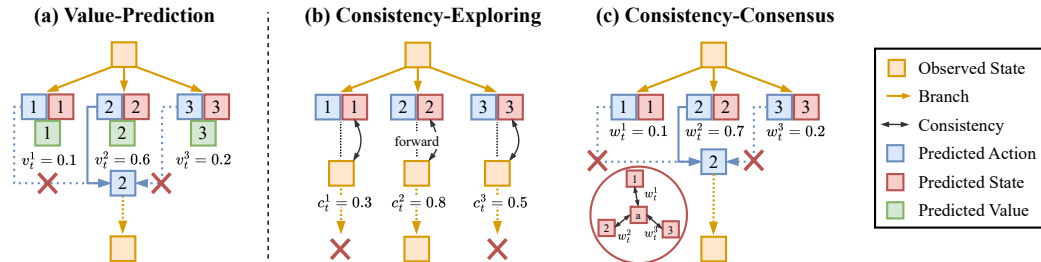 (a) Value-Prediction
(b) Consistency-Exploring
(c) Consistency-Consensus
1 1 2 2 3 3
1 2 3
v_t^1 = 0.1 v_t^2 = 0.6 v_t^3 = 0.2
2
1 1 2 2 3 3
forward
c_t^1 = 0.3 c_t^2 = 0.8 c_t^3 = 0.5
1 1 2 2 3 3
w_t^1 = 0.1 w_t^2 = 0.7 w_t^3 = 0.2
2
1
w_t^1
a
2 3
w_t^2 w_t^3
Observed State
Branch
Consistency
Predicted Action
Predicted State
Predicted Value